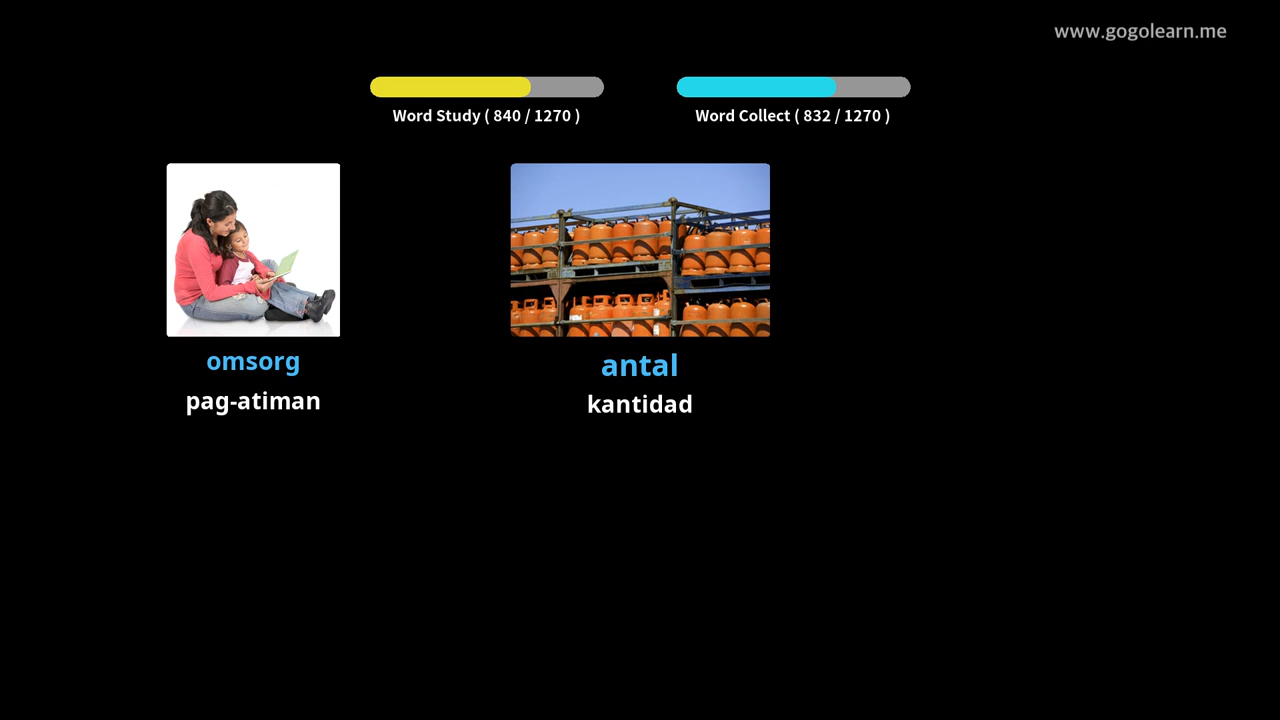 www.gogolearn.me
Word Study ( 840 / 1270 )
Word Collect ( 832 / 1270 )
omsorg
pag-atiman
antal
kantidad